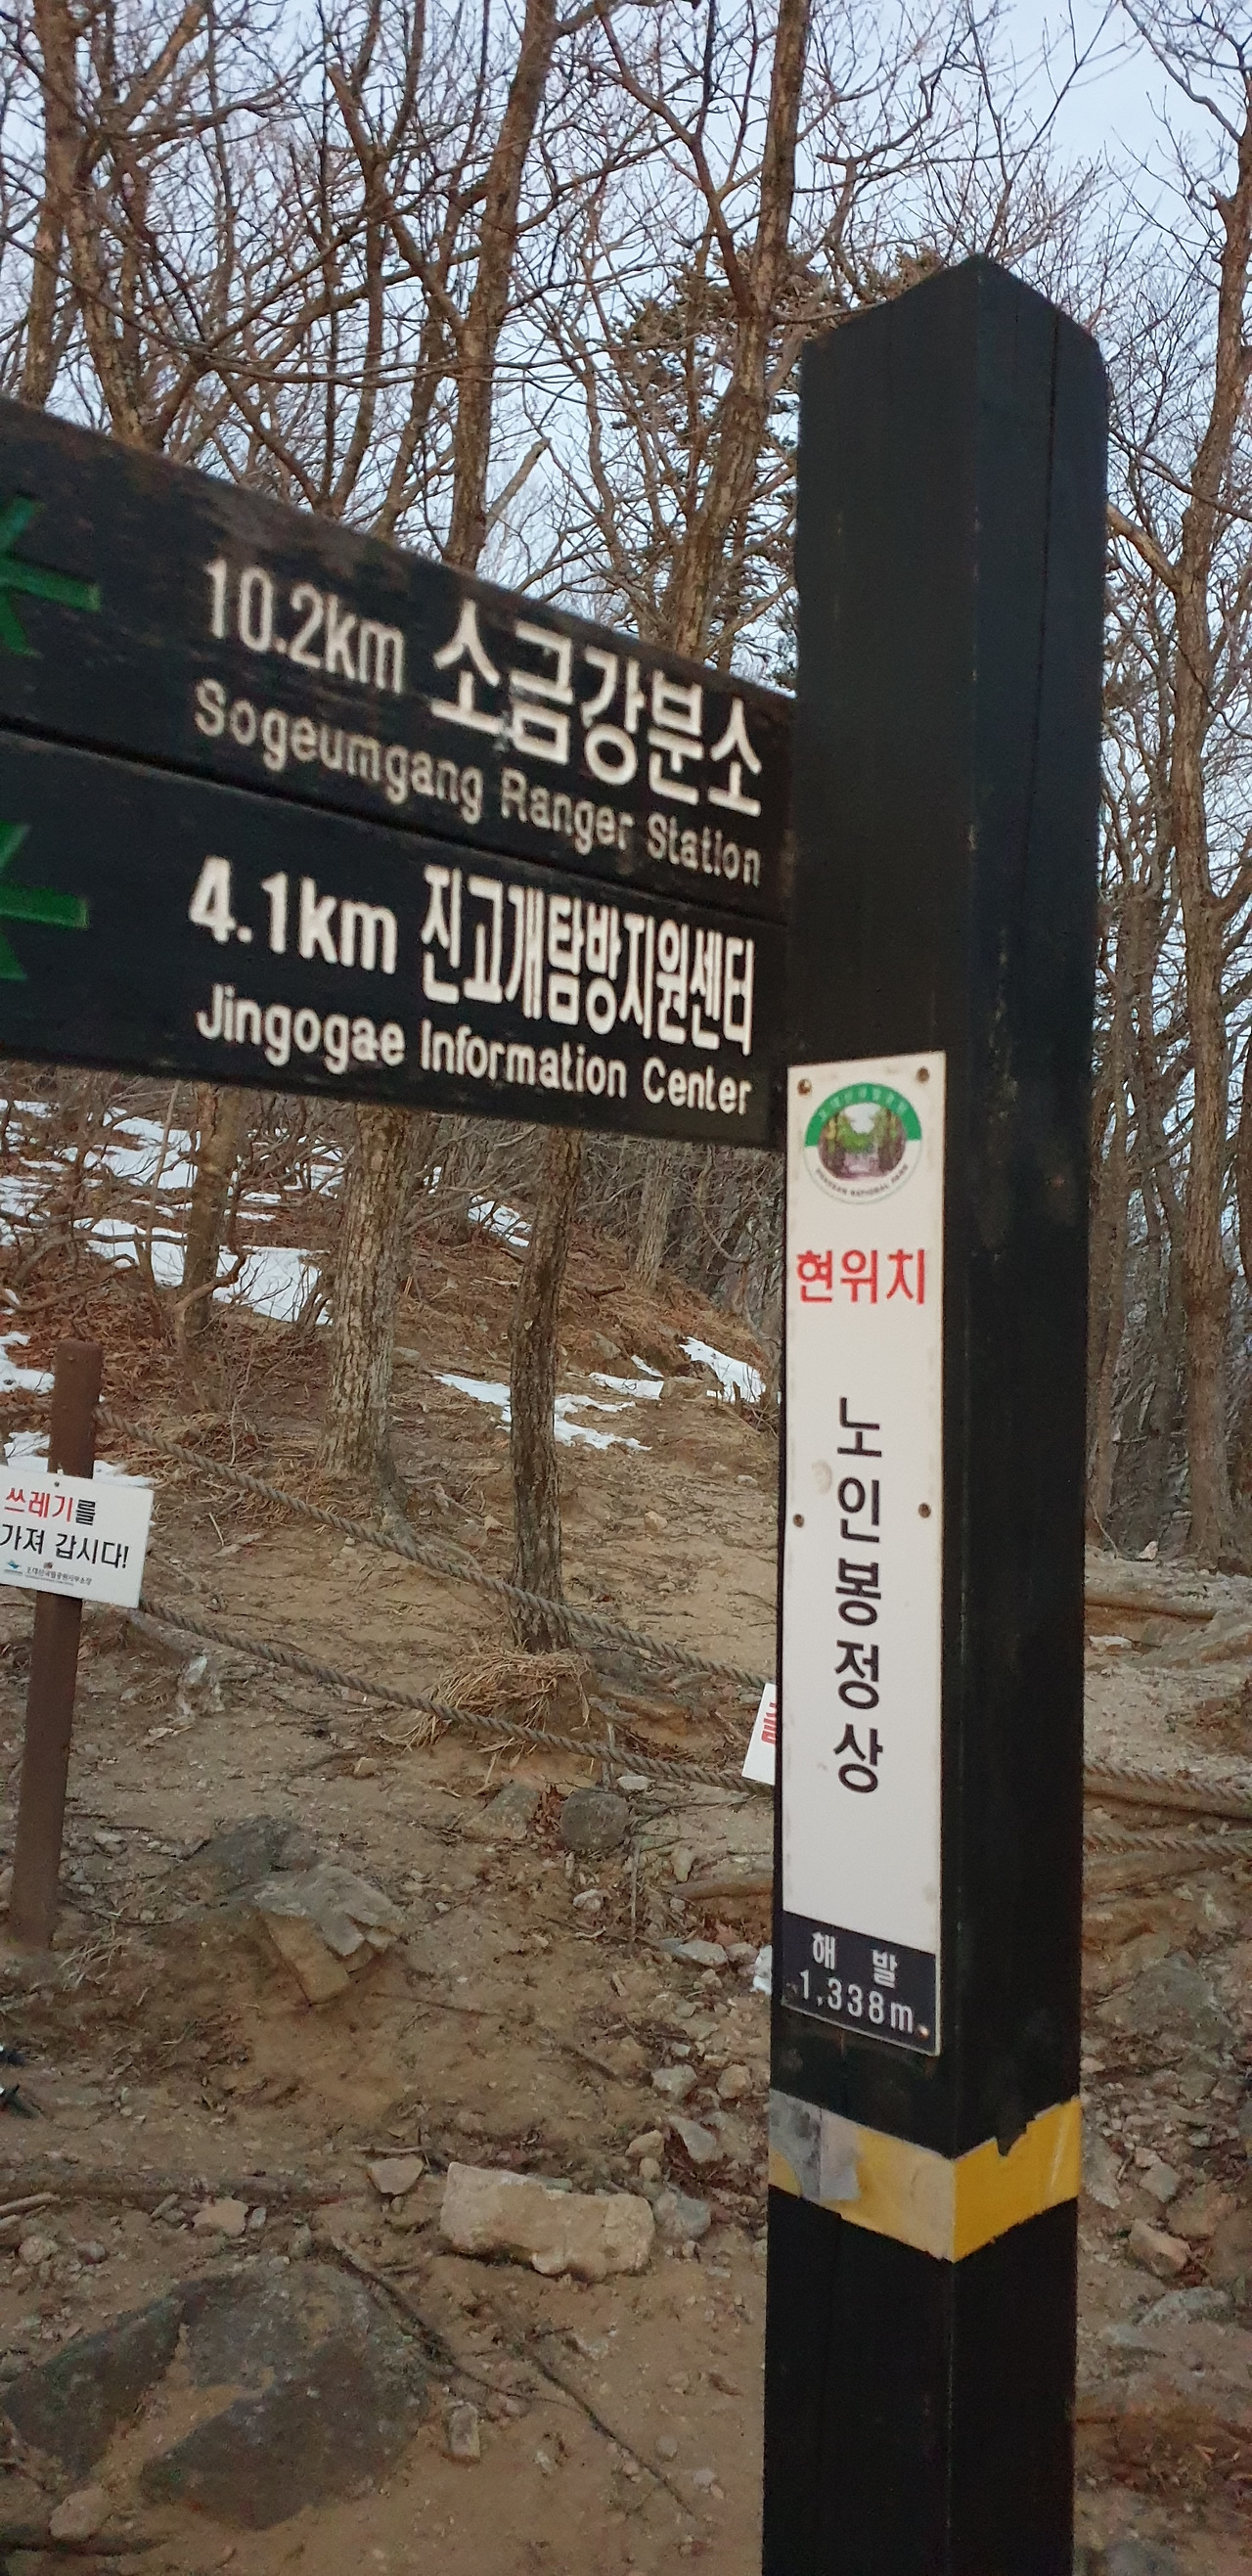 10.2km 소금강분소
Sogeumgang Ranger Station
4.1km 진고개탐방지원센터
Jingogae Information Center
현위치
노인봉정상
해 발
1,338m
쓰레기를
가져 갑시다!